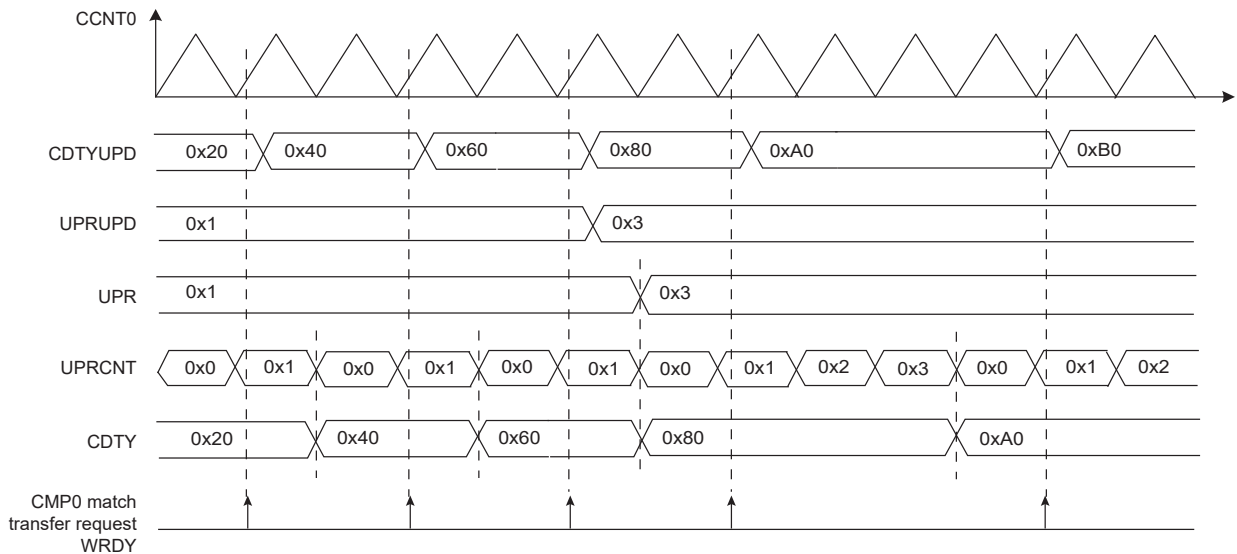 CCNT0
CDTYUPD 0x20 0x40 0x60 0x80 0xA0 0xB0
UPRUPD 0x1 0x3
UPR 0x1 0x3
UPRCNT 0x0 0x1 0x0 0x1 0x0 0x1 0x0 0x1 0x2 0x3 0x0 0x1 0x2
CDTY 0x20 0x40 0x60 0x80 0xA0
CMP0 match
transfer request
WRDY